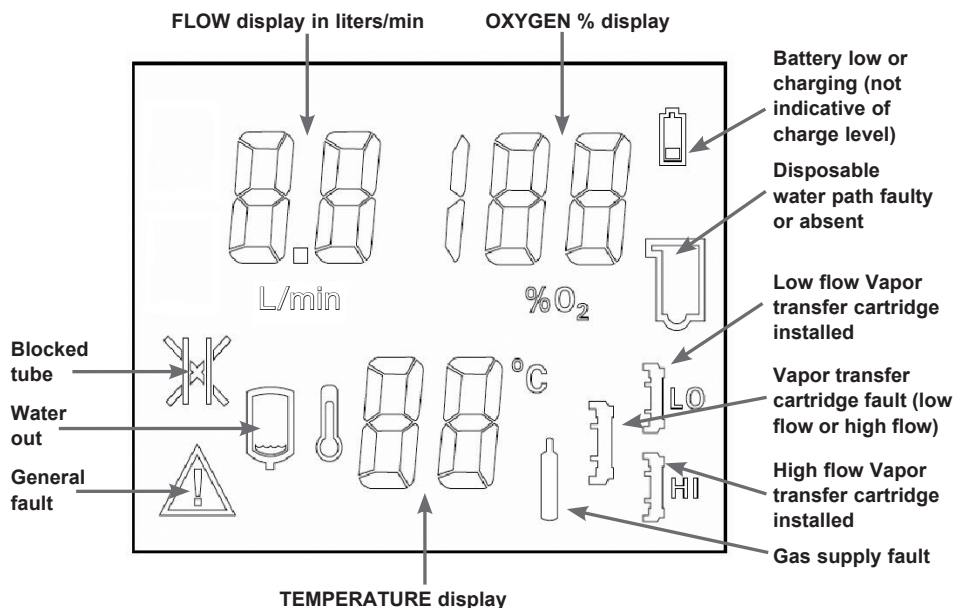 FLOW display in liters/min
OXYGEN % display
Battery low or
charging (not
indicative of
charge level)
Disposable
water path faulty
or absent
L/min
%O₂
Low flow Vapor
transfer cartridge
installed
Blocked
tube
°C
LO
Vapor transfer
cartridge fault (low
flow or high flow)
Water
out
General
fault
HI
High flow Vapor
transfer cartridge
installed
Gas supply fault
TEMPERATURE display